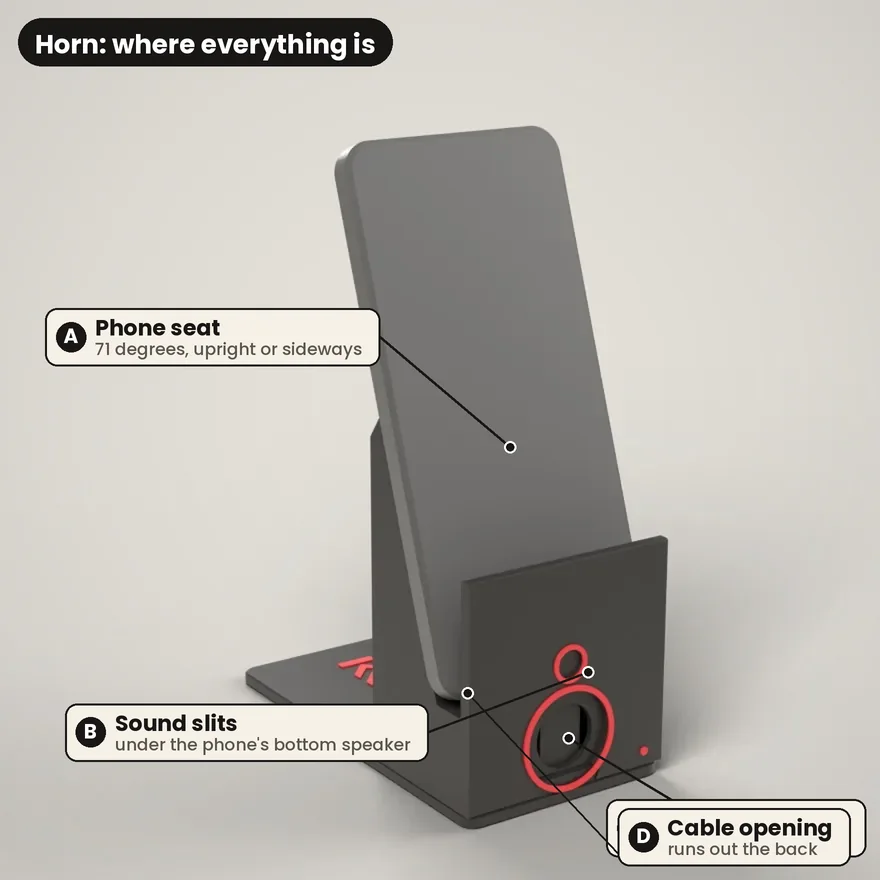 Horn: where everything is
A Phone seat
71 degrees, upright or sideways
B Sound slits
under the phone's bottom speaker
D Cable opening
runs out the back